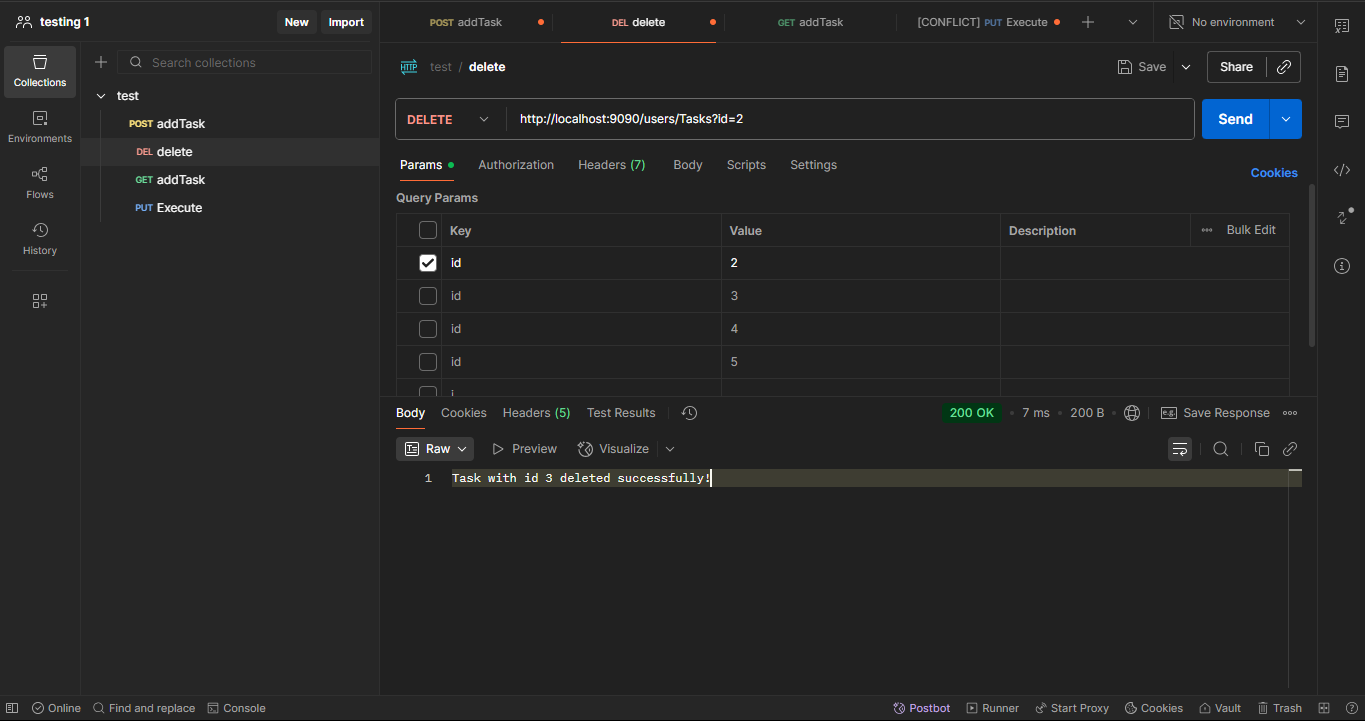 testing 1
New
Import
POST addTask
DEL delete
GET addTask
[CONFLICT] PUT Execute
No environment
Collections
Environments
Flows
History
Search collections
test
POST addTask
DEL delete
GET addTask
PUT Execute
HTTP
test / delete
Save
Share
DELETE
http://localhost:9090/users/Tasks?id=2
Send
Params
Authorization
Headers (7)
Body
Scripts
Settings
Cookies
Query Params
Key Value Description Bulk Edit
id 2
id 3
id 4
id 5
Body
Cookies
Headers (5)
Test Results
200 OK
7 ms
200 B
e.g.
Save Response
Raw
Preview
Visualize
1 Task with id 3 deleted successfully!
Online
Find and replace
Console
Postbot
Runner
Start Proxy
Cookies
Vault
Trash